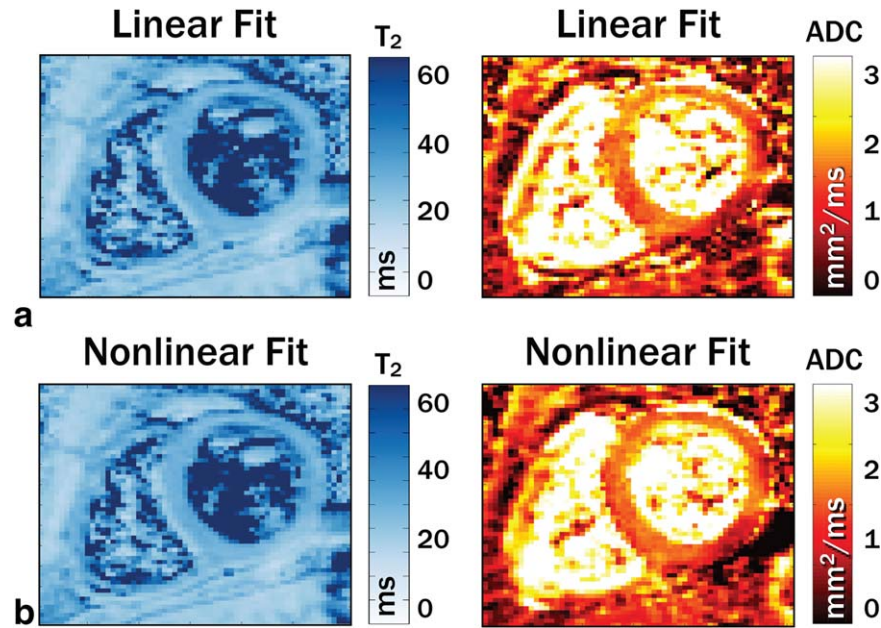 Linear Fit
T₂
60
40
20
0
ms
Linear Fit
ADC
3
2
1
0
mm²/ms
a
Nonlinear Fit
T₂
60
40
20
0
ms
Nonlinear Fit
ADC
3
2
1
0
mm²/ms
b